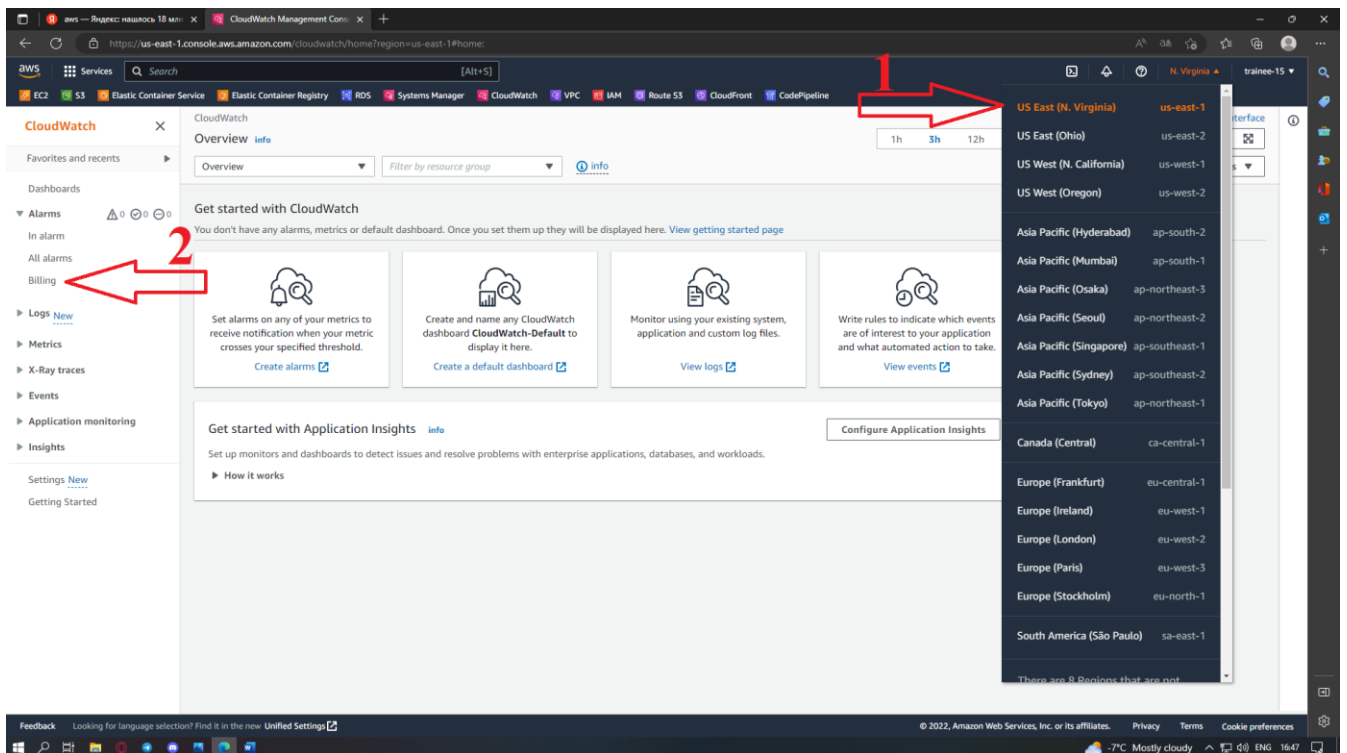 aws — Яндекс: нашлось 18 млн
CloudWatch Management Cons
https://us-east-1.console.aws.amazon.com/cloudwatch/home?region=us-east-1#home:
aws Services Search [Alt+S] N. Virginia trainee-15
EC2 S3 Elastic Container Service Elastic Container Registry RDS Systems Manager CloudWatch VPC IAM Route 53 CloudFront CodePipeline
1
CloudWatch
Favorites and recents
Dashboards
Alarms 0 0 0
In alarm
All alarms
Billing
2
Logs New
Metrics
X-Ray traces
Events
Application monitoring
Insights
Settings New
Getting Started
CloudWatch
Overview info
1h 3h 12h
Overview Filter by resource group info
Get started with CloudWatch
You don't have any alarms, metrics or default dashboard. Once you set them up they will be displayed here. View getting started page
Set alarms on any of your metrics to
receive notification when your metric
crosses your specified threshold.
Create alarms
Create and name any CloudWatch
dashboard CloudWatch-Default to
display it here.
Create a default dashboard
Monitor using your existing system,
application and custom log files.
View logs
Write rules to indicate which events
are of interest to your application
and what automated action to take.
View events
Get started with Application Insights info
Configure Application Insights
Set up monitors and dashboards to detect issues and resolve problems with enterprise applications, databases, and workloads.
How it works
US East (N. Virginia) us-east-1
US East (Ohio) us-east-2
US West (N. California) us-west-1
US West (Oregon) us-west-2
Asia Pacific (Hyderabad) ap-south-2
Asia Pacific (Mumbai) ap-south-1
Asia Pacific (Osaka) ap-northeast-3
Asia Pacific (Seoul) ap-northeast-2
Asia Pacific (Singapore) ap-southeast-1
Asia Pacific (Sydney) ap-southeast-2
Asia Pacific (Tokyo) ap-northeast-1
Canada (Central) ca-central-1
Europe (Frankfurt) eu-central-1
Europe (Ireland) eu-west-1
Europe (London) eu-west-2
Europe (Paris) eu-west-3
Europe (Stockholm) eu-north-1
South America (São Paulo) sa-east-1
There are 8 Regions that are not
terface
s
Feedback Looking for language selection? Find it in the new Unified Settings
© 2022, Amazon Web Services, Inc. or its affiliates. Privacy Terms Cookie preferences
-7°C Mostly cloudy ENG 16:47